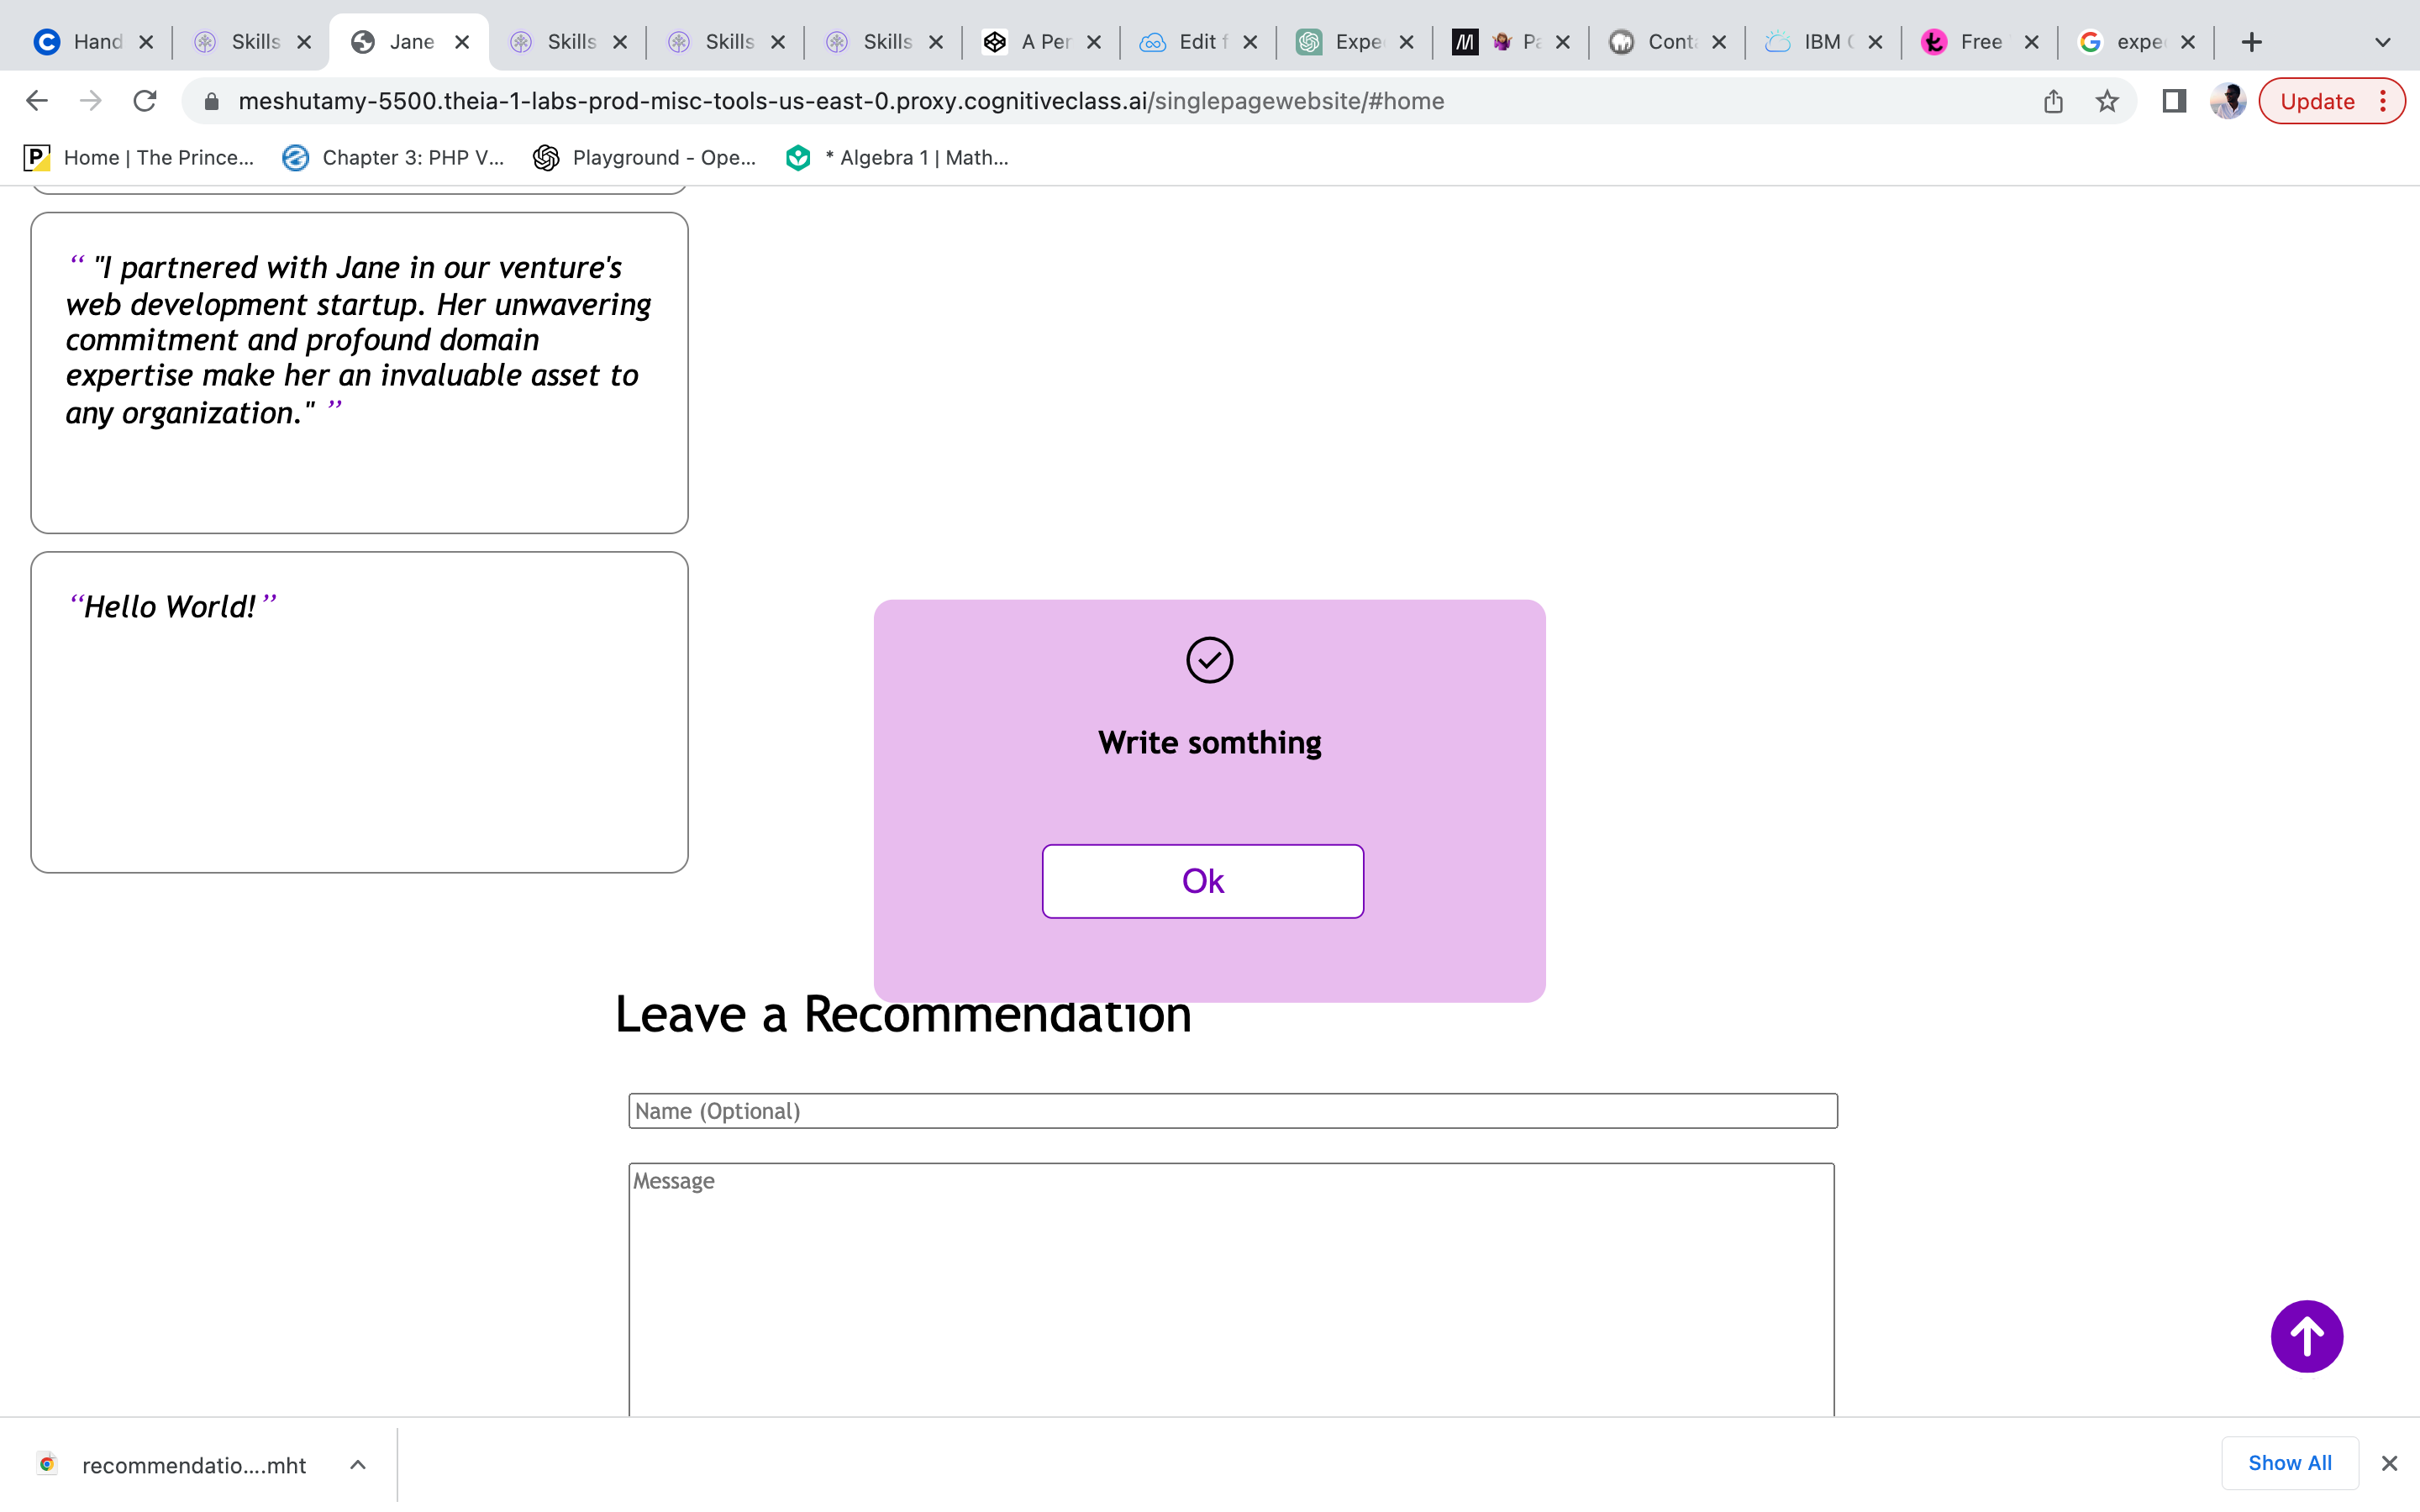 Hand
Skills
Jane
Skills
Skills
Skills
A Per
Edit f
Expe
Pa
Conta
IBM C
Free
expe
meshutamy-5500.theia-1-labs-prod-misc-tools-us-east-0.proxy.cognitiveclass.ai/singlepagewebsite/#home
Update
Home | The Prince...
Chapter 3: PHP V...
Playground - Ope...
* Algebra 1 | Math...
“ "I partnered with Jane in our venture's
web development startup. Her unwavering
commitment and profound domain
expertise make her an invaluable asset to
any organization." ”
“Hello World! ”
Write somthing
Ok
Leave a Recommendation
Name (Optional)
Message
recommendatio....mht
Show All